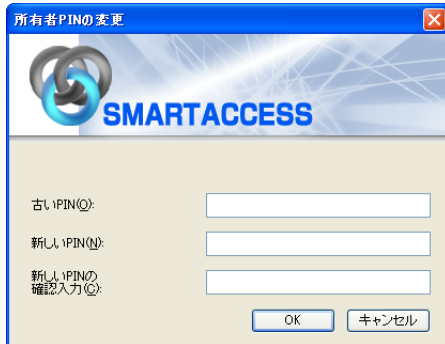 所有者PINの変更
SMARTACCESS
古いPIN(O):
新しいPIN(N):
新しいPINの
確認入力(C):
OK
キャンセル